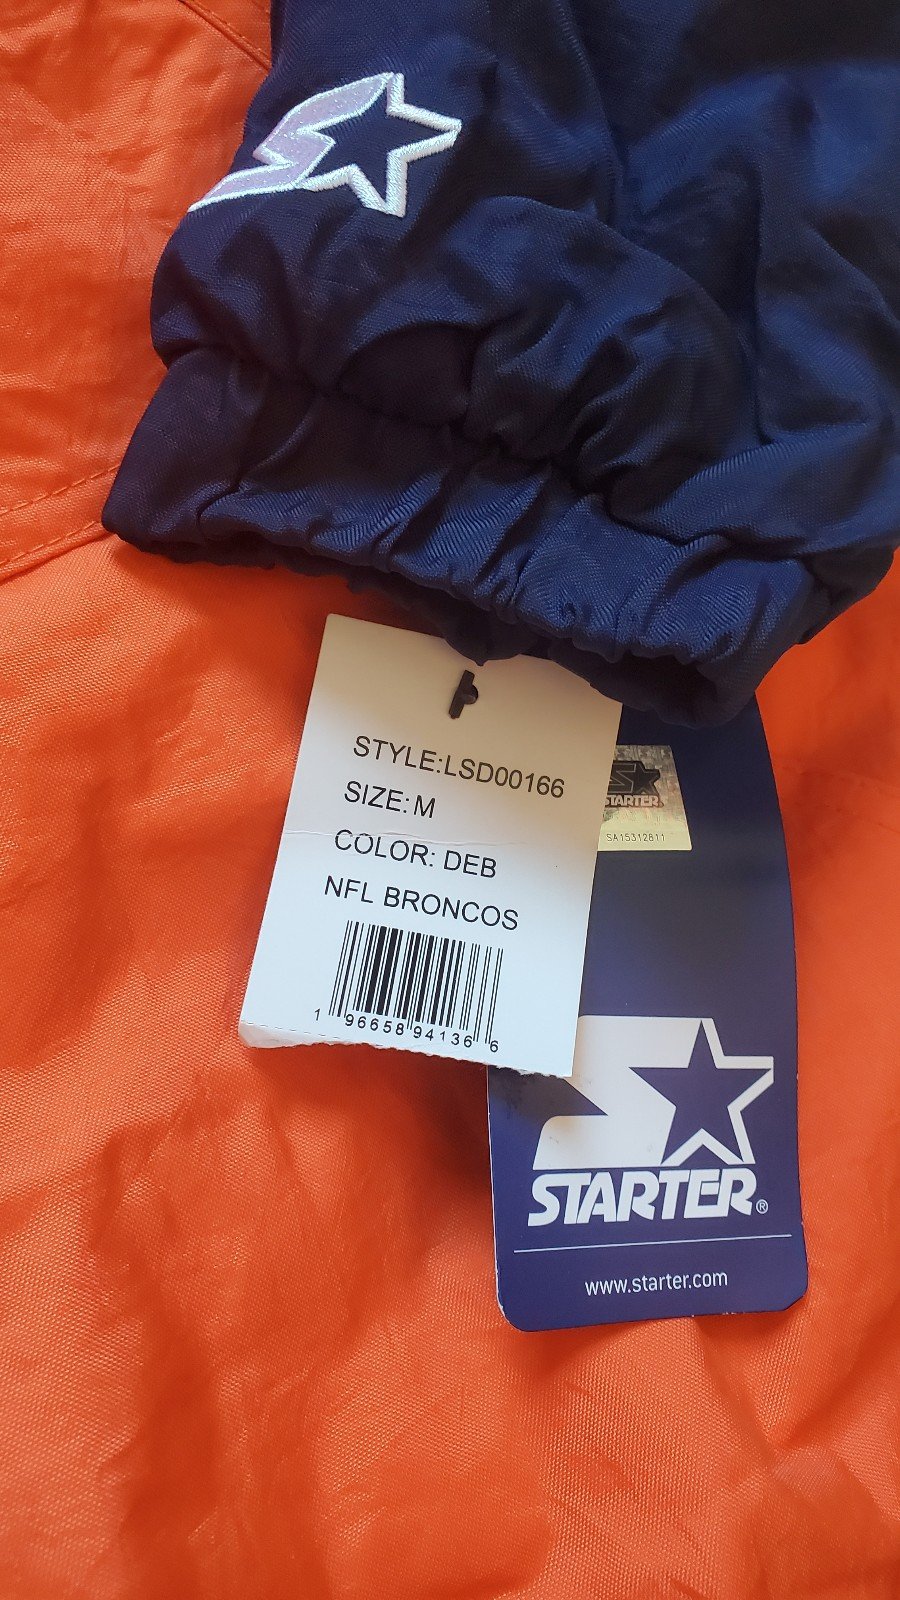 STYLE:LSD00166
SIZE: M
COLOR: DEB
NFL BRONCOS
1 96658 94136 6
STARTER
SA15312811
STARTER®
www.starter.com